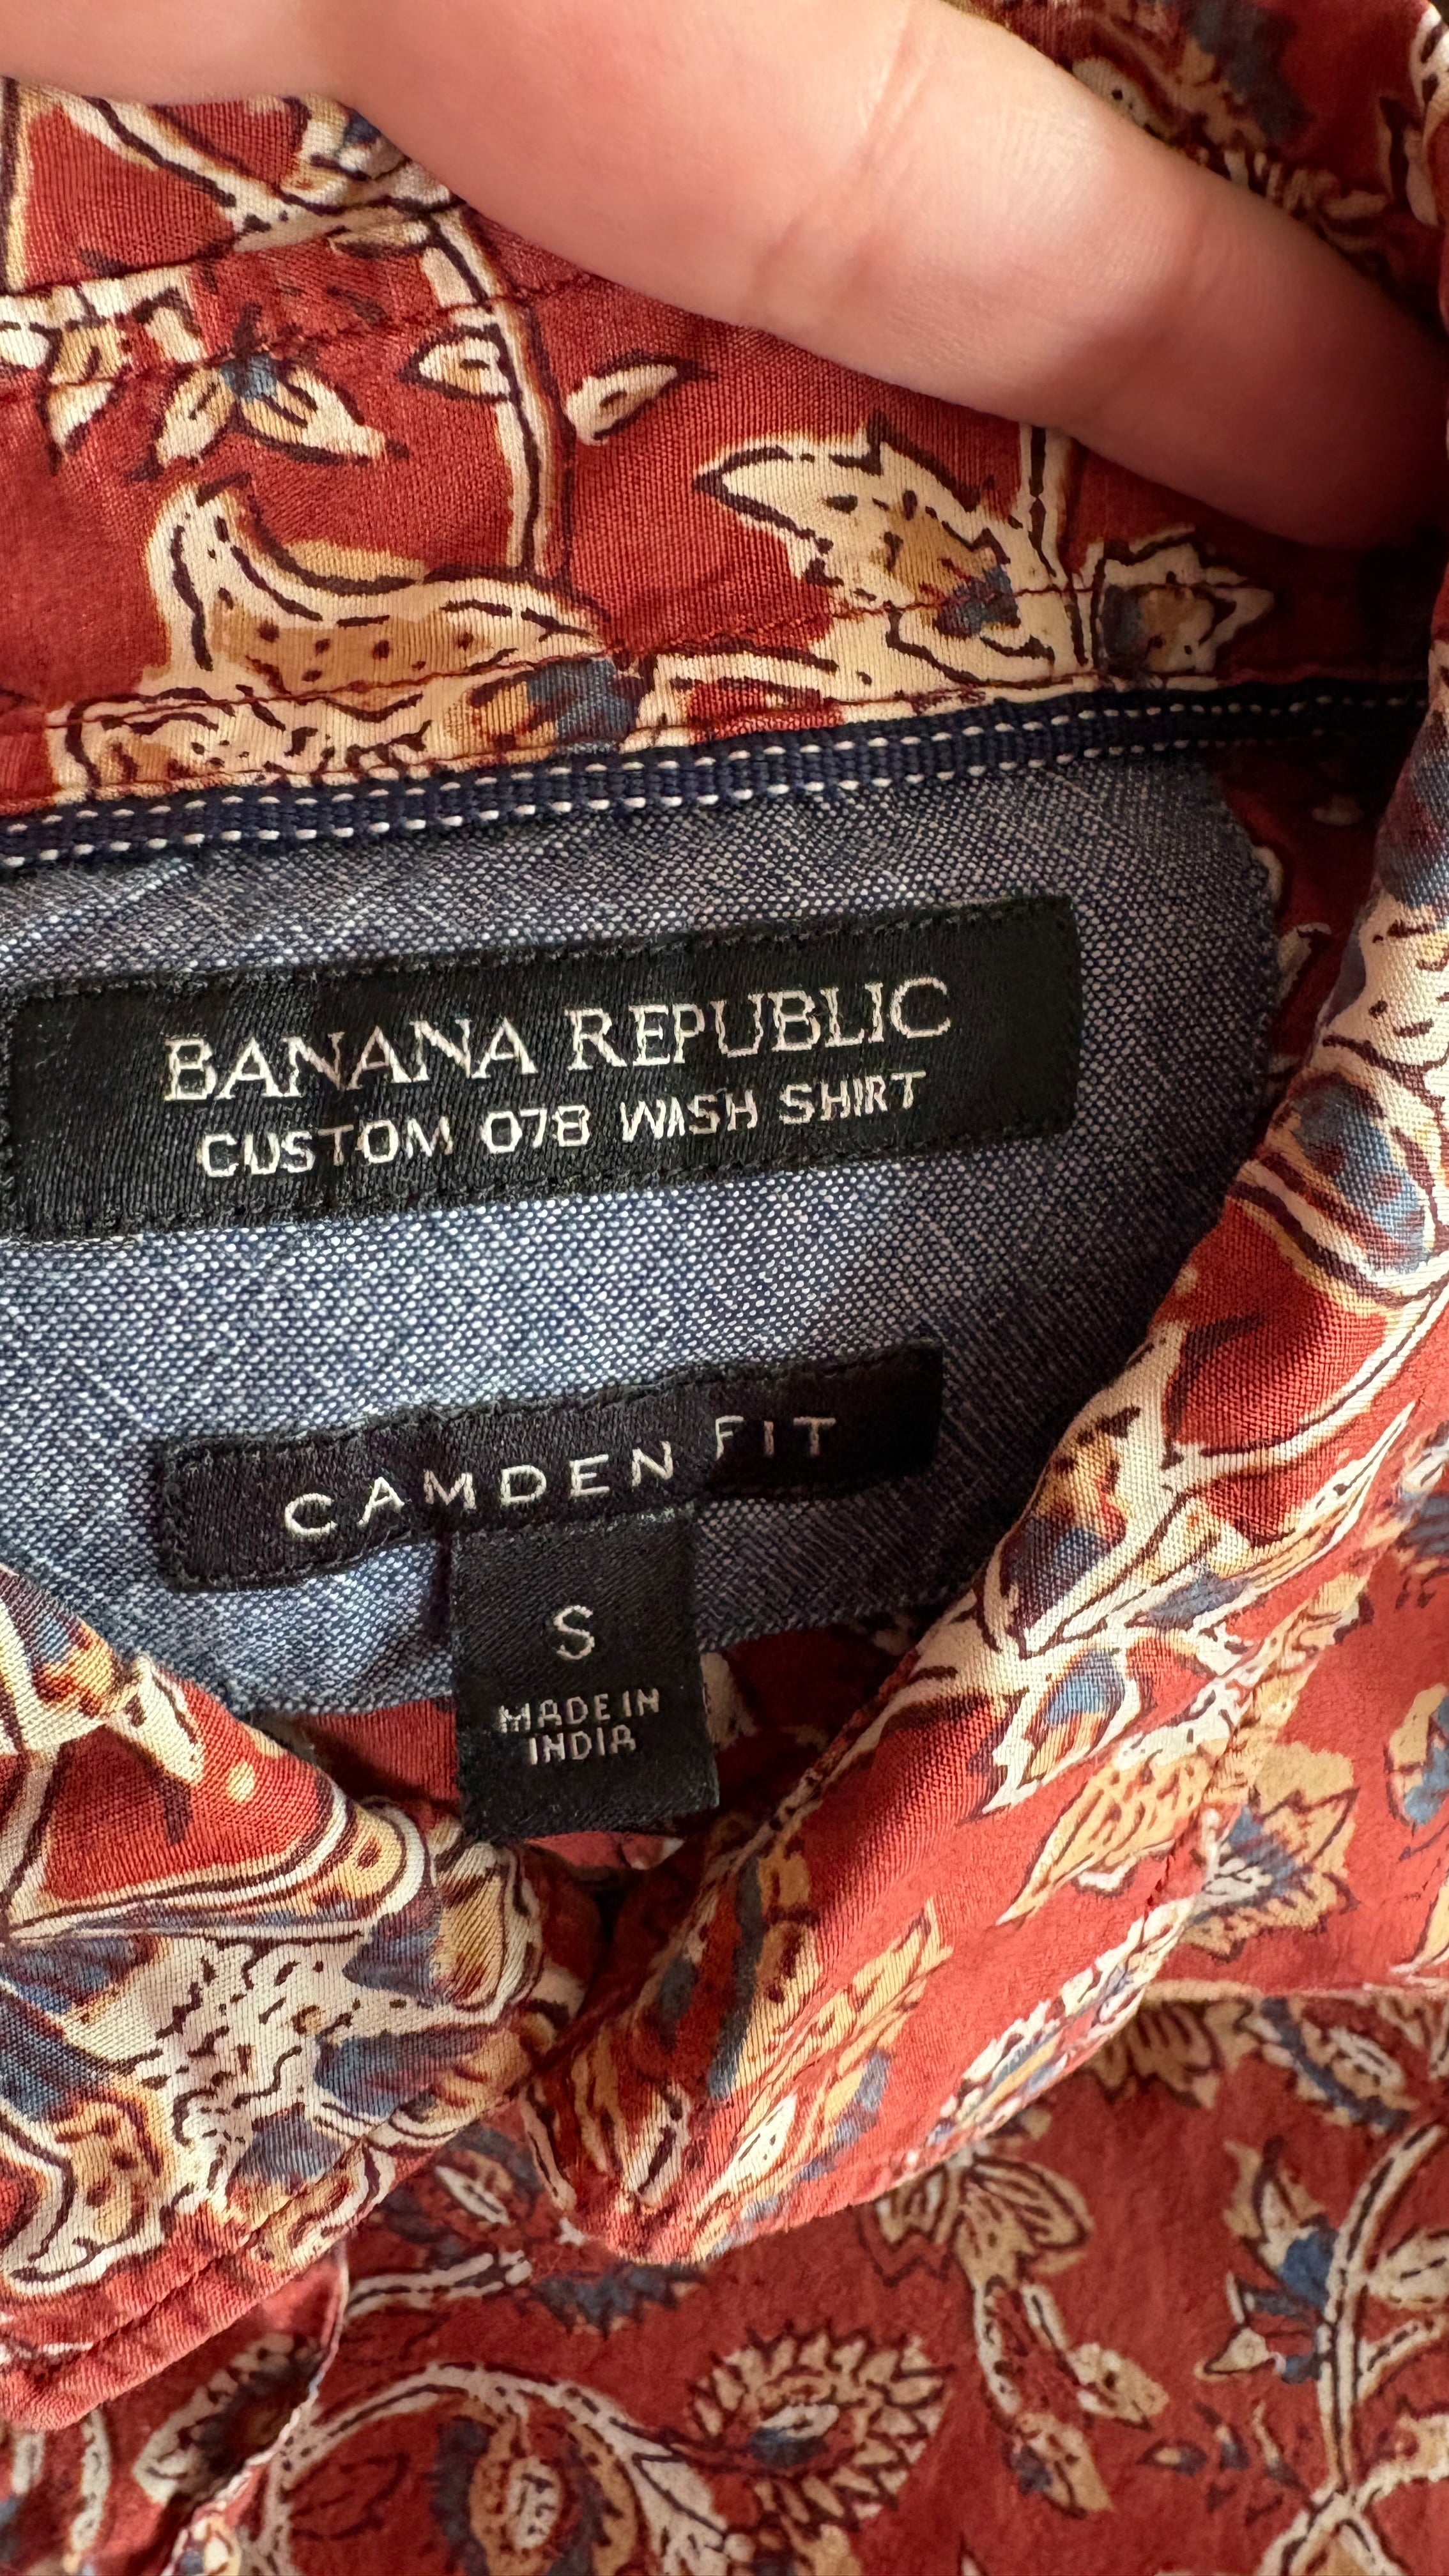 BANANA REPUBLIC
CUSTOM 078 WASH SHIRT
CAMDEN FIT
S
MADE IN
INDIA